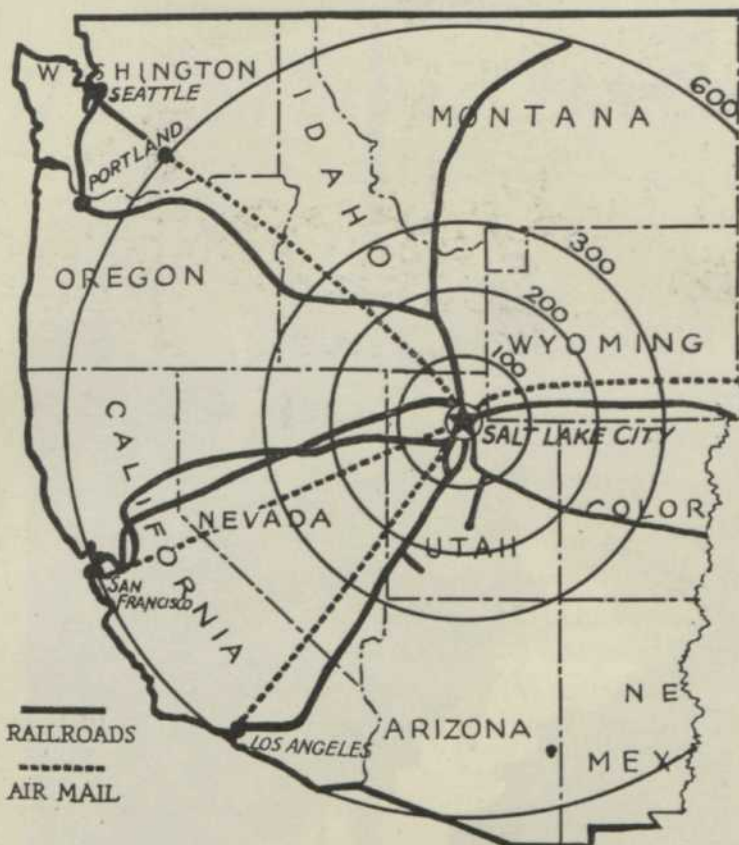 WASHINGTON
SEATTLE
PORTLAND
IDAHO
MONTANA
600
OREGON
300
200
100
WYOMING
SALT LAKE CITY
CALIFORNIA
NEVADA
UTAH
COLOR
SAN
FRANCISCO
RAILROADS
AIR MAIL
LOS ANGELES
ARIZONA
NE
MEX